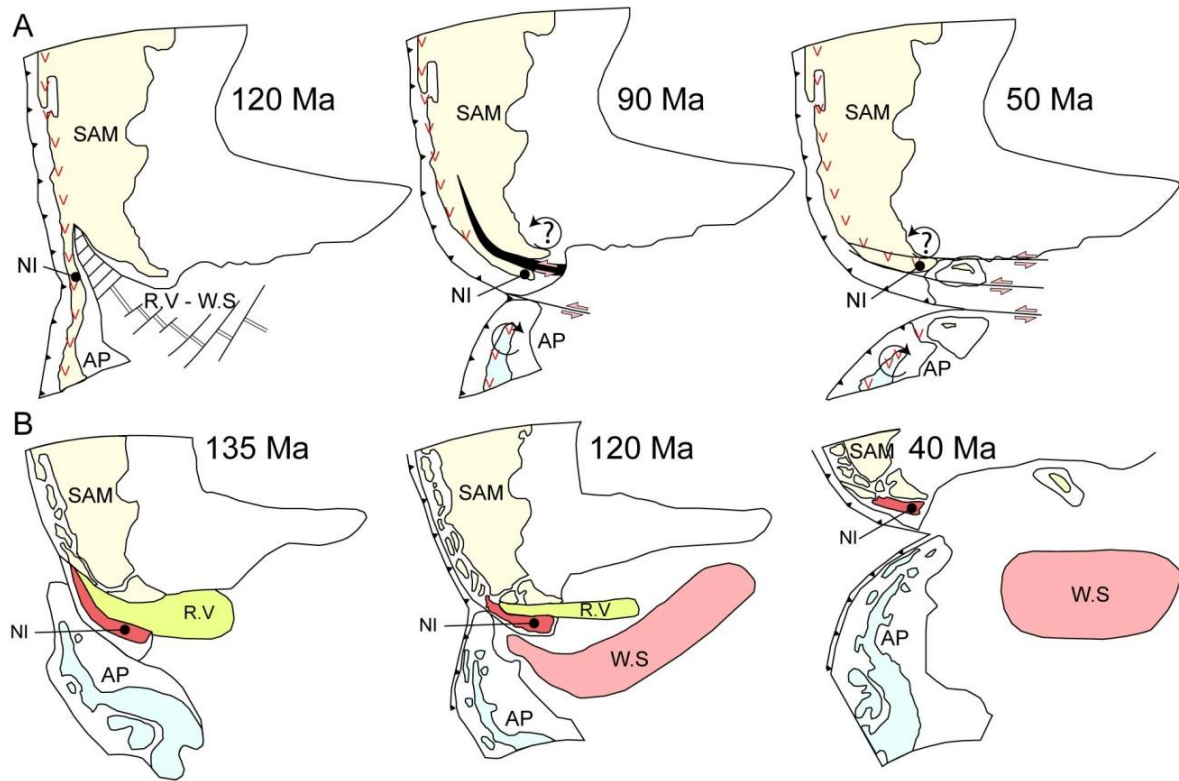 A
120 Ma
SAM
NI
R.V - W.S
AP
90 Ma
SAM
?
NI
AP
50 Ma
SAM
?
NI
AP
B
135 Ma
SAM
R.V
NI
AP
120 Ma
SAM
NI
R.V
W.S
AP
40 Ma
SAM
NI
W.S
AP